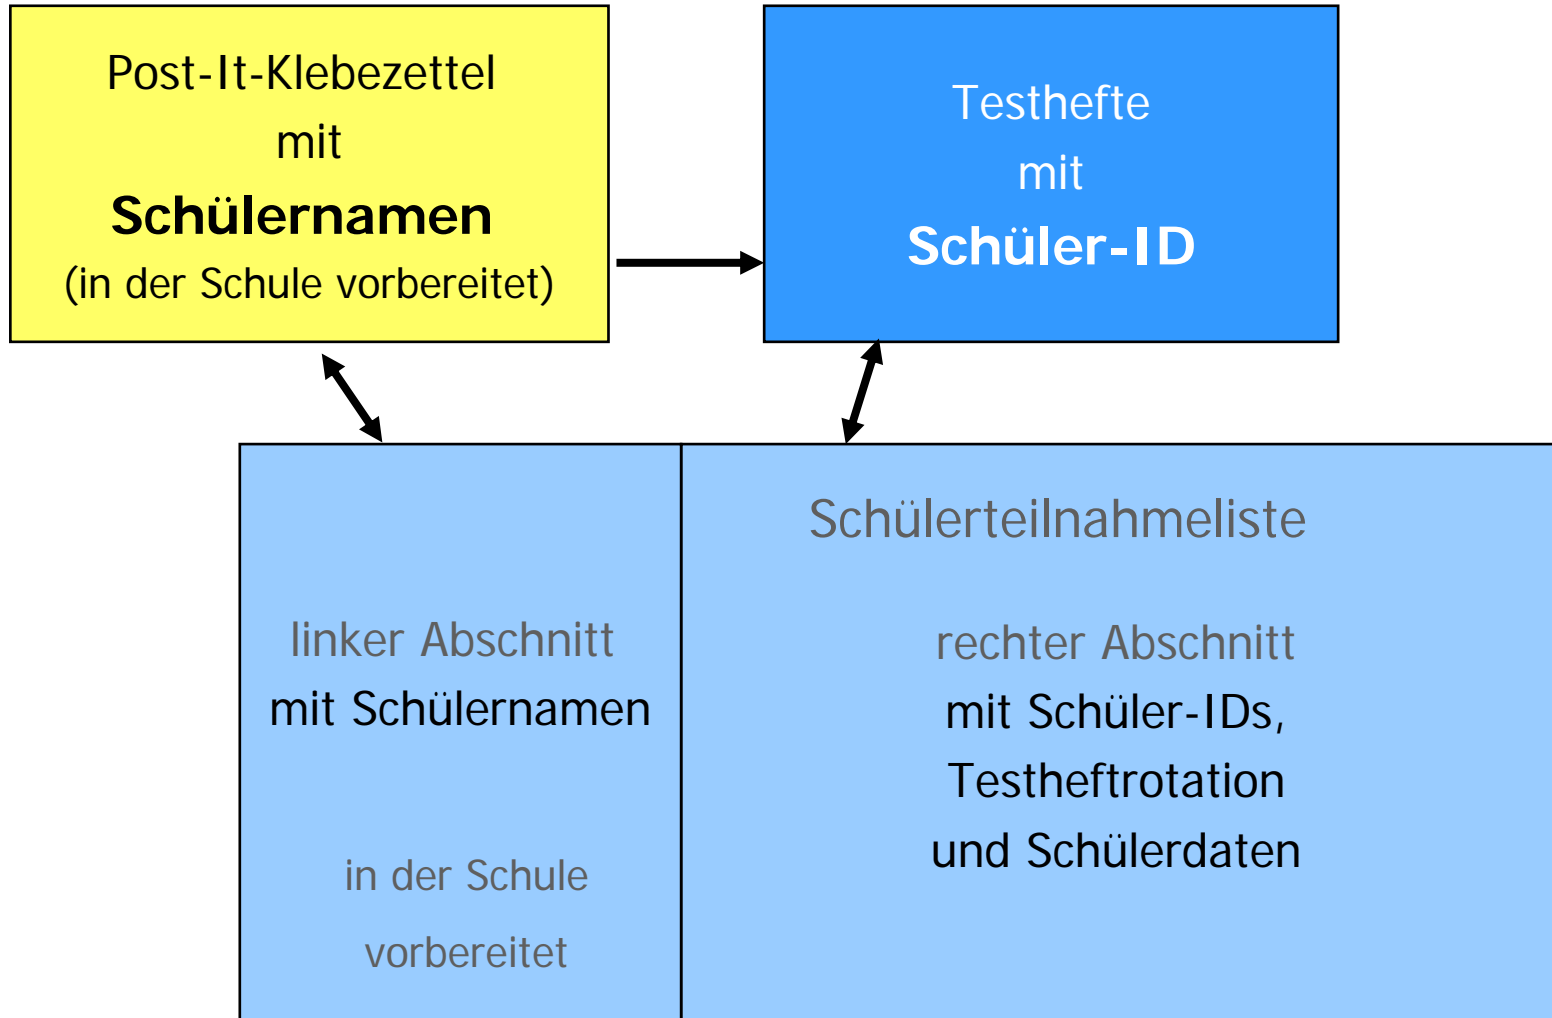 Post-It-Klebezettel
mit
Schülernamen
(in der Schule vorbereitet)
Testhefte
mit
Schüler-ID
Schülerteilnahmeliste
linker Abschnitt
mit Schülernamen
in der Schule
vorbereitet
rechter Abschnitt
mit Schüler-IDs,
Testheftrotation
und Schülerdaten